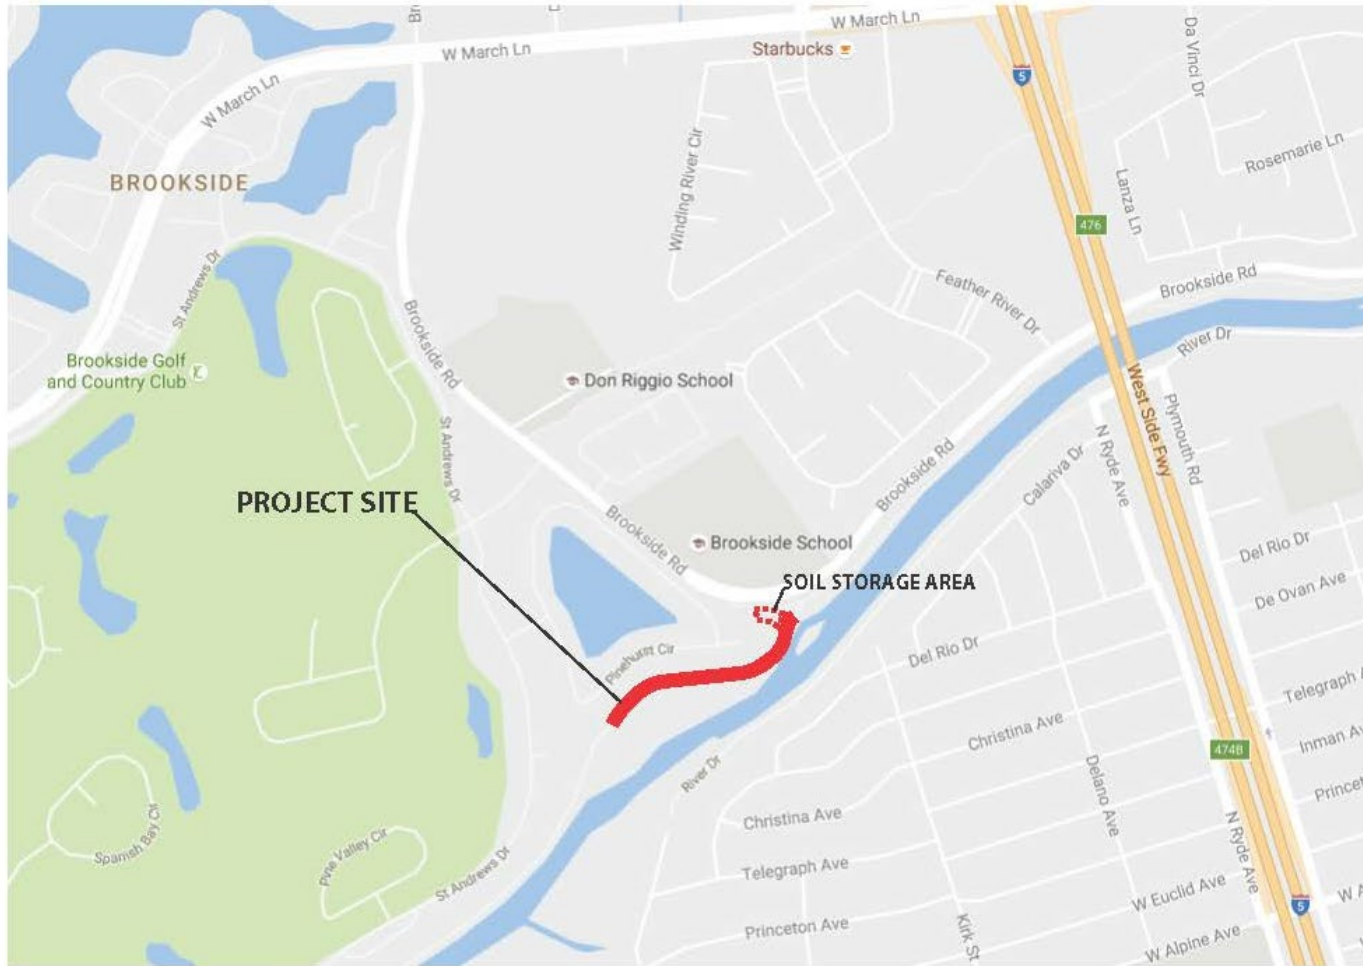 W March Ln
W March Ln
Starbucks
5
Da Vinci Dr
W March Ln
Rosemarie Ln
BROOKSIDE
Winding River Cir
Lanza Ln
476
St Andrews Dr
Feather River Dr
Brookside Rd
Brookside Rd
River Dr
Brookside Golf
and Country Club
Don Riggio School
West Side Fwy
Plymouth Rd
N Ryde Ave
St Andrews Dr
Brookside Rd
Calariva Dr
PROJECT SITE
Brookside Rd
Brookside School
Del Rio Dr
SOIL STORAGE AREA
De Ovan Ave
Pinehurst Cir
Del Rio Dr
Telegraph
Christina Ave
Inman
474B
River Dr
Delano Ave
Christina Ave
Spanish Bay Cir
Pine Valley Cir
St Andrews Dr
Telegraph Ave
N Ryde Ave
W Euclid Ave
5
Princeton Ave
Kirk St
W Alpine Ave